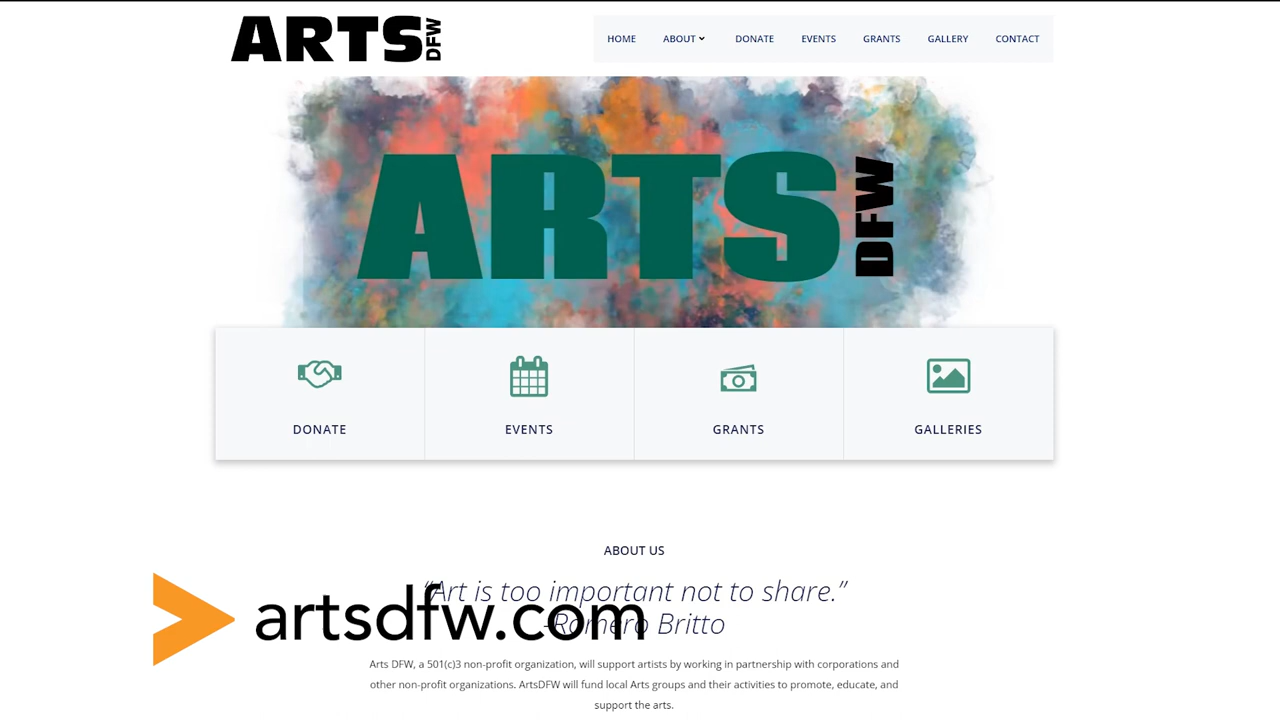 ARTS DFW
HOME ABOUT DONATE EVENTS GRANTS GALLERY CONTACT
ARTS DFW
DONATE EVENTS GRANTS GALLERIES
ABOUT US
“Art is too important not to share.”
-Romero Britto
artsdfw.com
Arts DFW, a 501(c)3 non-profit organization, will support artists by working in partnership with corporations and
other non-profit organizations. ArtsDFW will fund local Arts groups and their activities to promote, educate, and
support the arts.